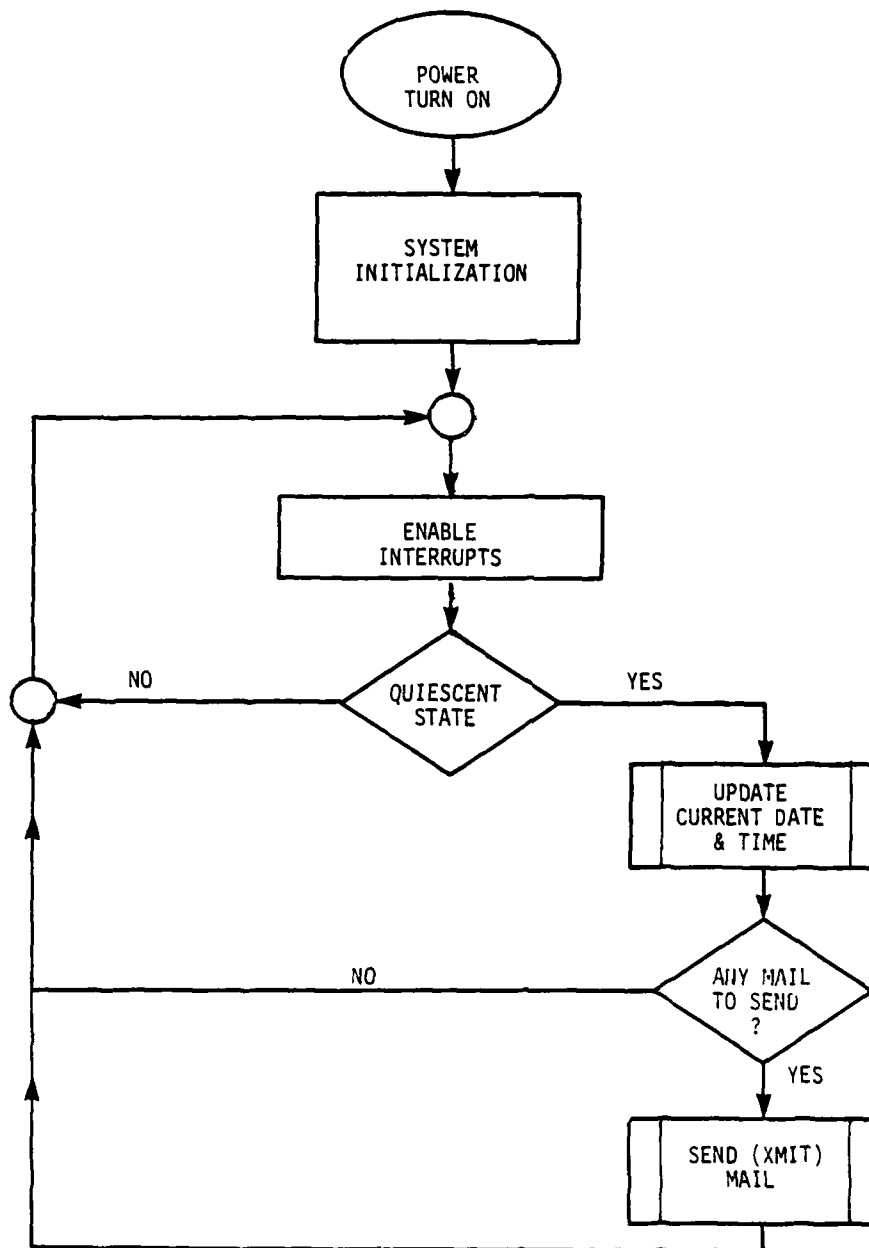 POWER
TURN ON
SYSTEM
INITIALIZATION
ENABLE
INTERRUPTS
NO
QUIESCENT
STATE
YES
UPDATE
CURRENT DATE
& TIME
NO
ANY MAIL
TO SEND
?
YES
SEND (XMIT)
MAIL